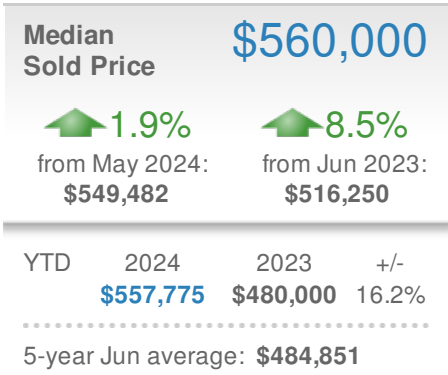 Median
Sold Price
$560,000
1.9%
from May 2024:
$549,482
8.5%
from Jun 2023:
$516,250
YTD 2024 2023 +/-
$557,775 $480,000 16.2%
5-year Jun average: $484,851